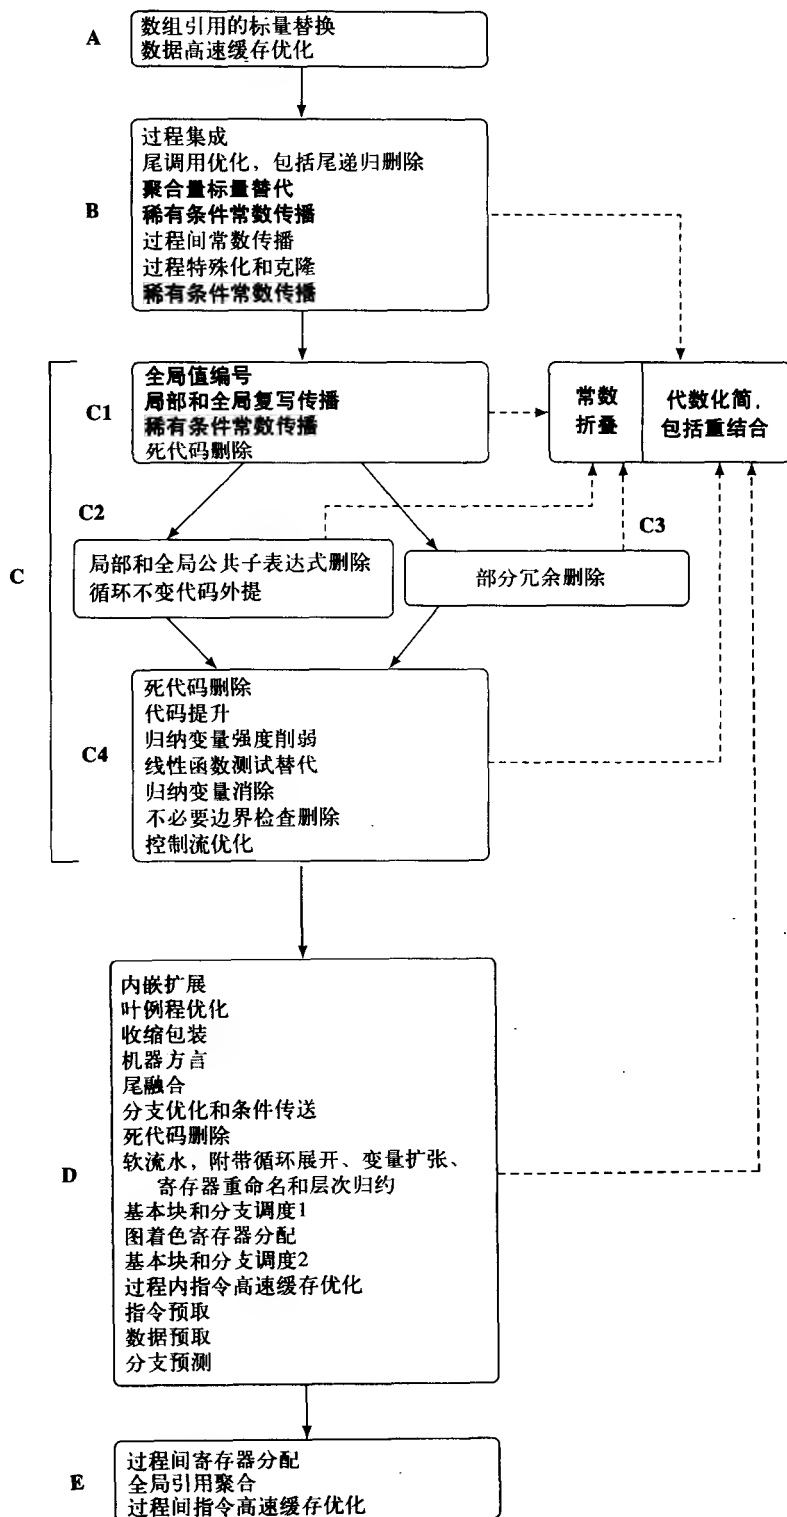 A
数组引用的标量替换
数据高速缓存优化
B
过程集成
尾调用优化，包括尾递归删除
聚合量标量替代
稀有条件常数传播
过程间常数传播
过程特殊化和克隆
稀有条件常数传播
C
C1
全局值编号
局部和全局复写传播
稀有条件常数传播
死代码删除
常数
折叠
代数化简，
包括重结合
C2
局部和全局公共子表达式删除
循环不变代码外提
C3
部分冗余删除
C4
死代码删除
代码提升
归纳变量强度削弱
线性函数测试替代
归纳变量消除
不必要边界检查删除
控制流优化
D
内嵌扩展
叶例程优化
收缩包装
机器方言
尾融合
分支优化和条件传送
死代码删除
软流水，附带循环展开、变量扩张、
寄存器重命名和层次归约
基本块和分支调度1
图着色寄存器分配
基本块和分支调度2
过程内指令高速缓存优化
指令预取
数据预取
分支预测
E
过程间寄存器分配
全局引用聚合
过程间指令高速缓存优化